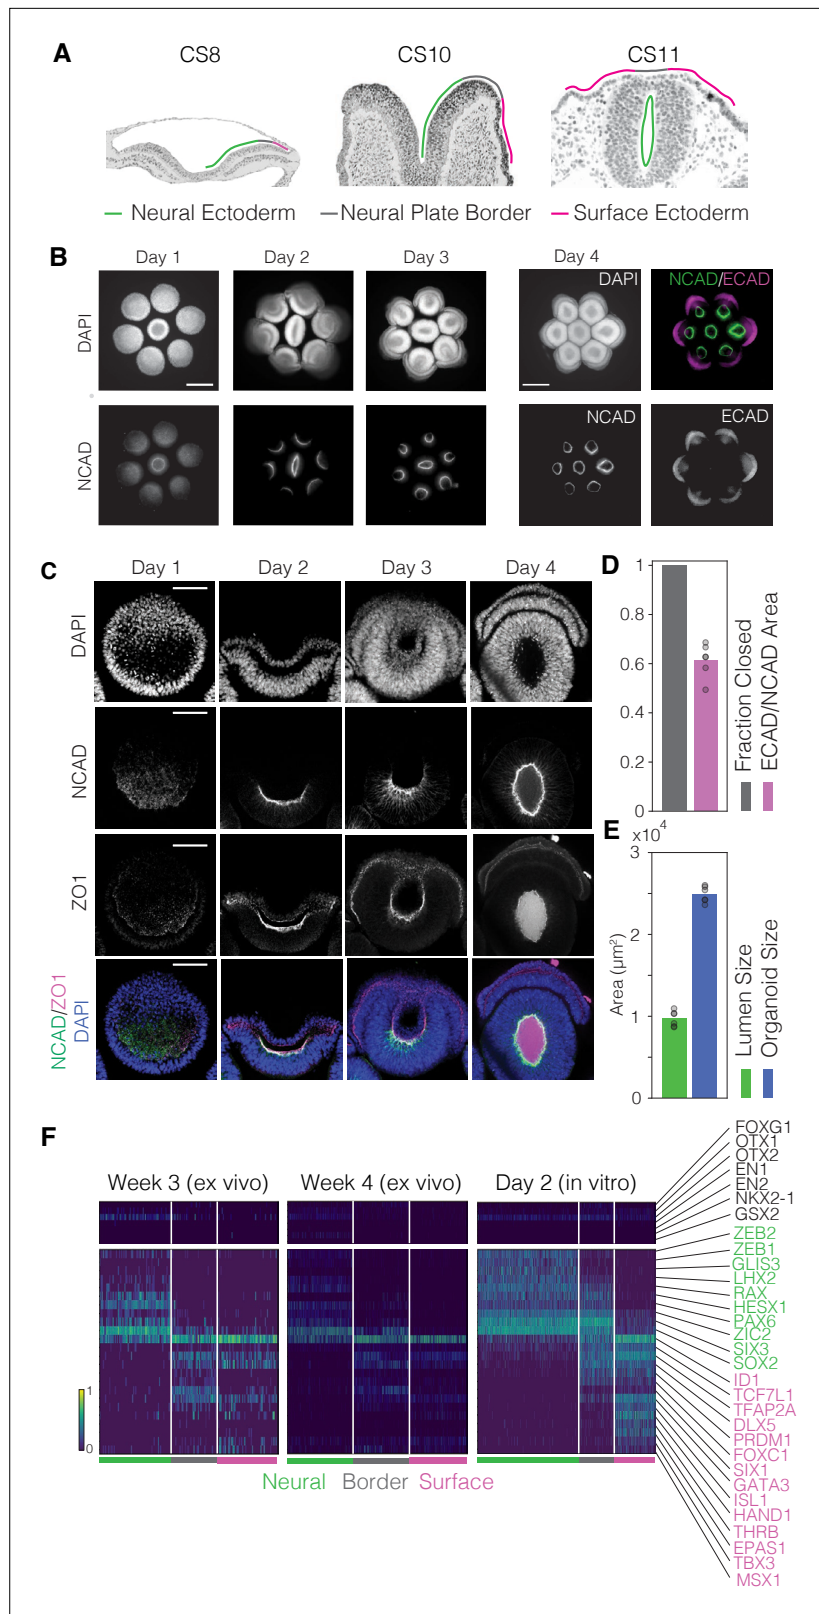 A
CS8
CS10
CS11
Neural Ectoderm
Neural Plate Border
Surface Ectoderm
B
Day 1
Day 2
Day 3
Day 4
DAPI
DAPI
NCAD/ECAD
NCAD
NCAD
ECAD
C
Day 1
Day 2
Day 3
Day 4
DAPI
NCAD
ZO1
NCAD/ZO1
DAPI
D
1
0.8
0.6
0.4
0.2
0
Fraction Closed
ECAD/NCAD Area
E
x10⁴
3
2
1
0
Area (μm²)
Lumen Size
Organoid Size
F
Week 3 (ex vivo)
Week 4 (ex vivo)
Day 2 (in vitro)
1
0
Neural
Border
Surface
FOXG1
OTX1
OTX2
EN1
EN2
NKX2-1
GSX2
ZEB2
ZEB1
GLIS3
LHX2
RAX
HESX1
PAX6
ZIC2
SIX3
SOX2
ID1
TCF7L1
TFAP2A
DLX5
PRDM1
FOXC1
SIX1
GATA3
ISL1
HAND1
THRB
EPAS1
TBX3
MSX1